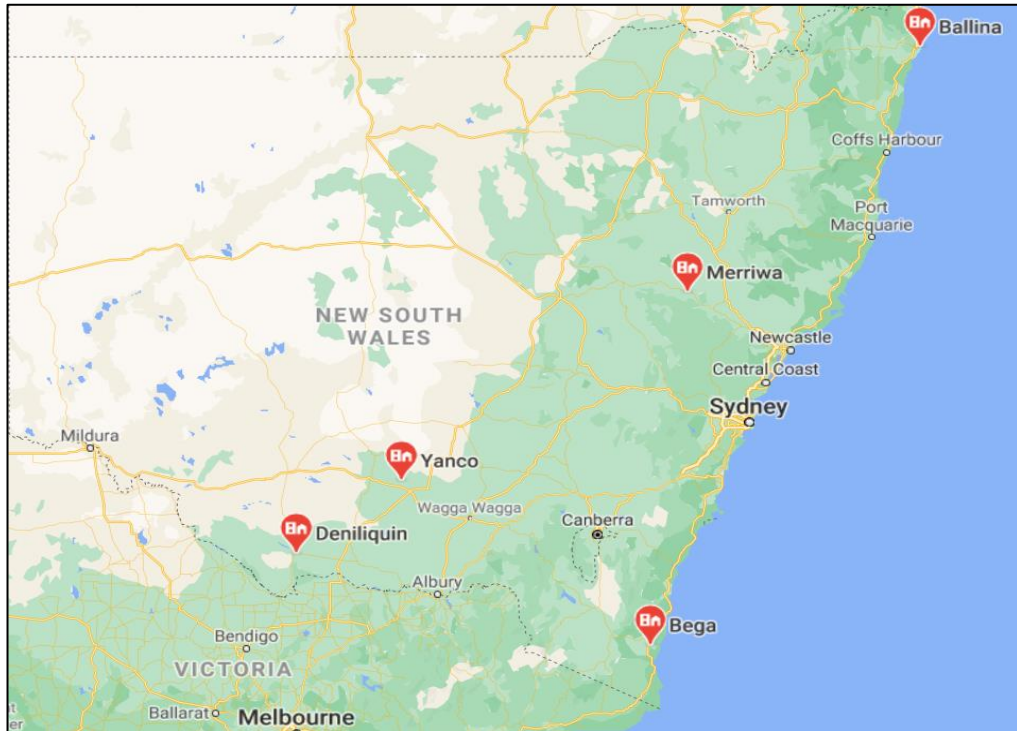 Ballina
Coffs Harbour
Tamworth
Port
Macquarie
Merriwa
NEW SOUTH
WALES
Newcastle
Central Coast
Sydney
Mildura
Yanco
Wagga Wagga
Canberra
Deniliquin
Albury
Bega
Bendigo
VICTORIA
Ballarat
Melbourne